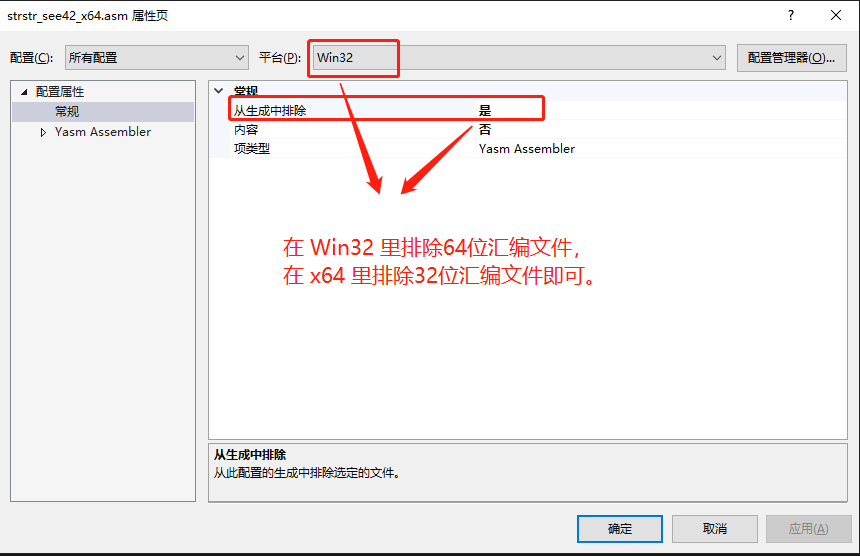 strstr_see42_x64.asm 属性页
配置(C): 所有配置 平台(P): Win32 配置管理器(O)...
配置属性
常规
Yasm Assembler
常规
从生成中排除 是
内容 否
项类型 Yasm Assembler
在 Win32 里排除64位汇编文件，
在 x64 里排除32位汇编文件即可。
从生成中排除
从此配置的生成中排除选定的文件。
确定 取消 应用(A)